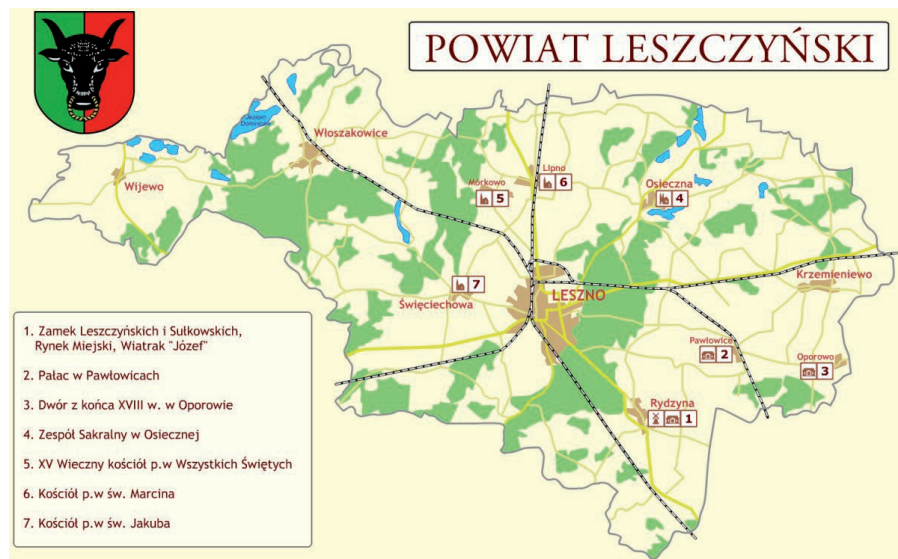 POWIAT LESZCZYŃSKI
Jezioro
Włoszakowice
Wijewo
Lipno
6
Morkowo
5
Osieczna
4
Krzemieniewo
7
Święciechowa
LESZNO
Pawłowice
2
Oporowo
3
Rydzyna
1
1. Zamek Leszczyńskich i Sułkowskich,
Rynek Miejski, Wiatrak "Józef"
2. Pałac w Pawłowicach
3. Dwór z końca XVIII w. w Oporowie
4. Zespół Sakralny w Osiecznej
5. XV Wieczny kościół p.w Wszystkich Świętych
6. Kościół p.w św. Marcina
7. Kościół p.w św. Jakuba